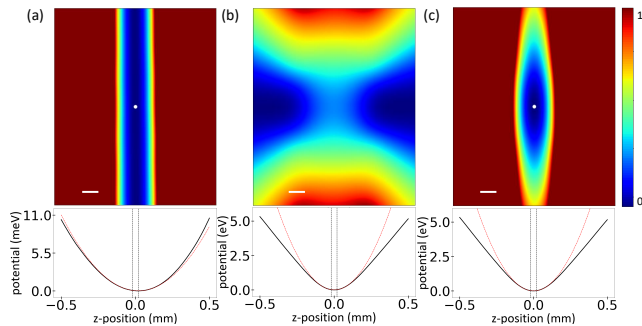 (a) (b) (c) 1
0
11.0 5.0 5.0
5.5 2.5 2.5
0.0 0.0 0.0
potential (meV) potential (eV) potential (eV)
−0.5 0.0 0.5 −0.5 0.0 0.5 −0.5 0.0 0.5
z-position (mm) z-position (mm) z-position (mm)